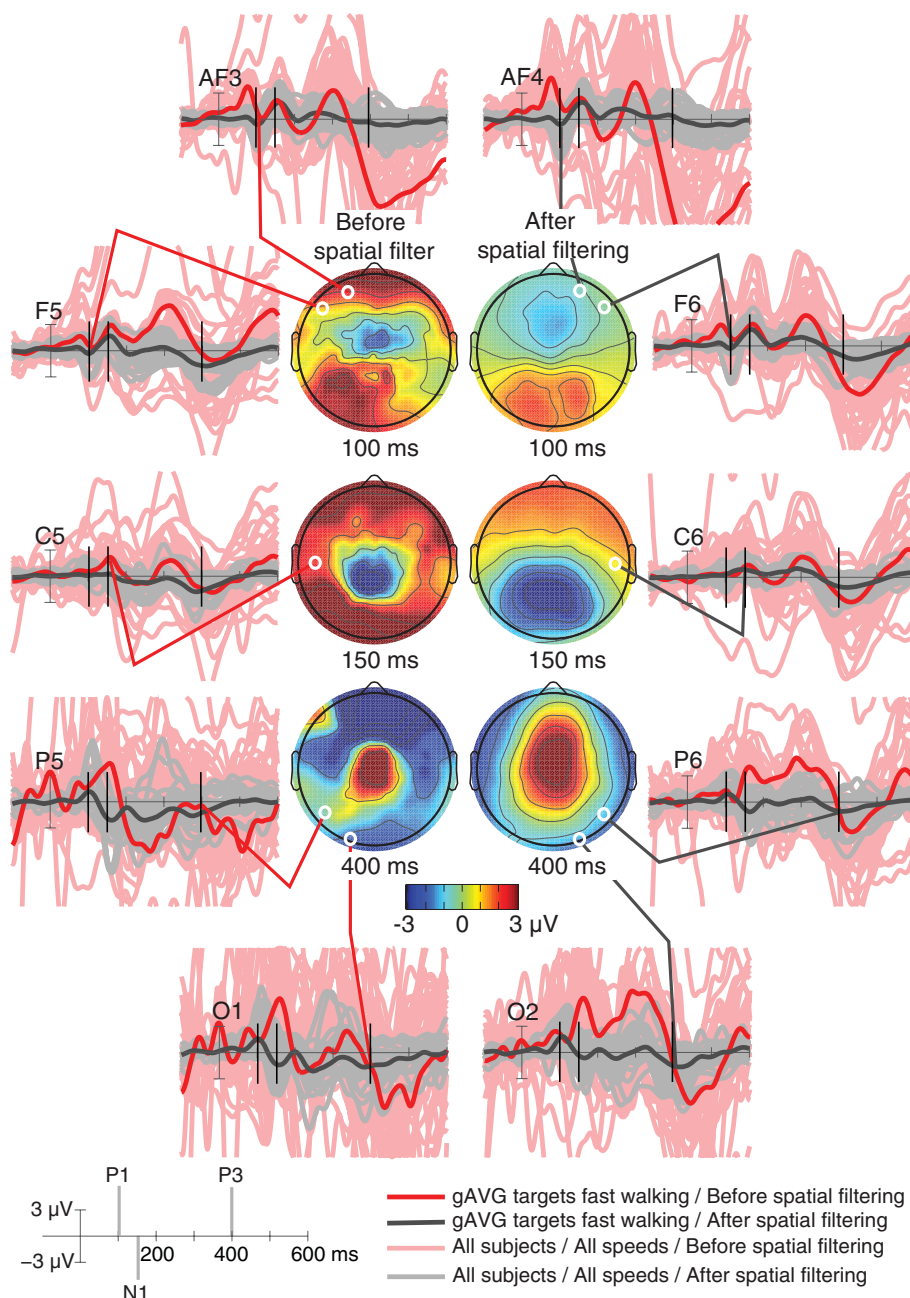 AF3
AF4
Before
spatial filter
After
spatial filtering
F5
F6
100 ms
100 ms
C5
C6
150 ms
150 ms
P5
P6
400 ms
400 ms
-3 0 3 µV
O1
O2
P1 P3
3 µV
–3 µV
200 400 600 ms
N1
gAVG targets fast walking / Before spatial filtering
gAVG targets fast walking / After spatial filtering
All subjects / All speeds / Before spatial filtering
All subjects / All speeds / After spatial filtering